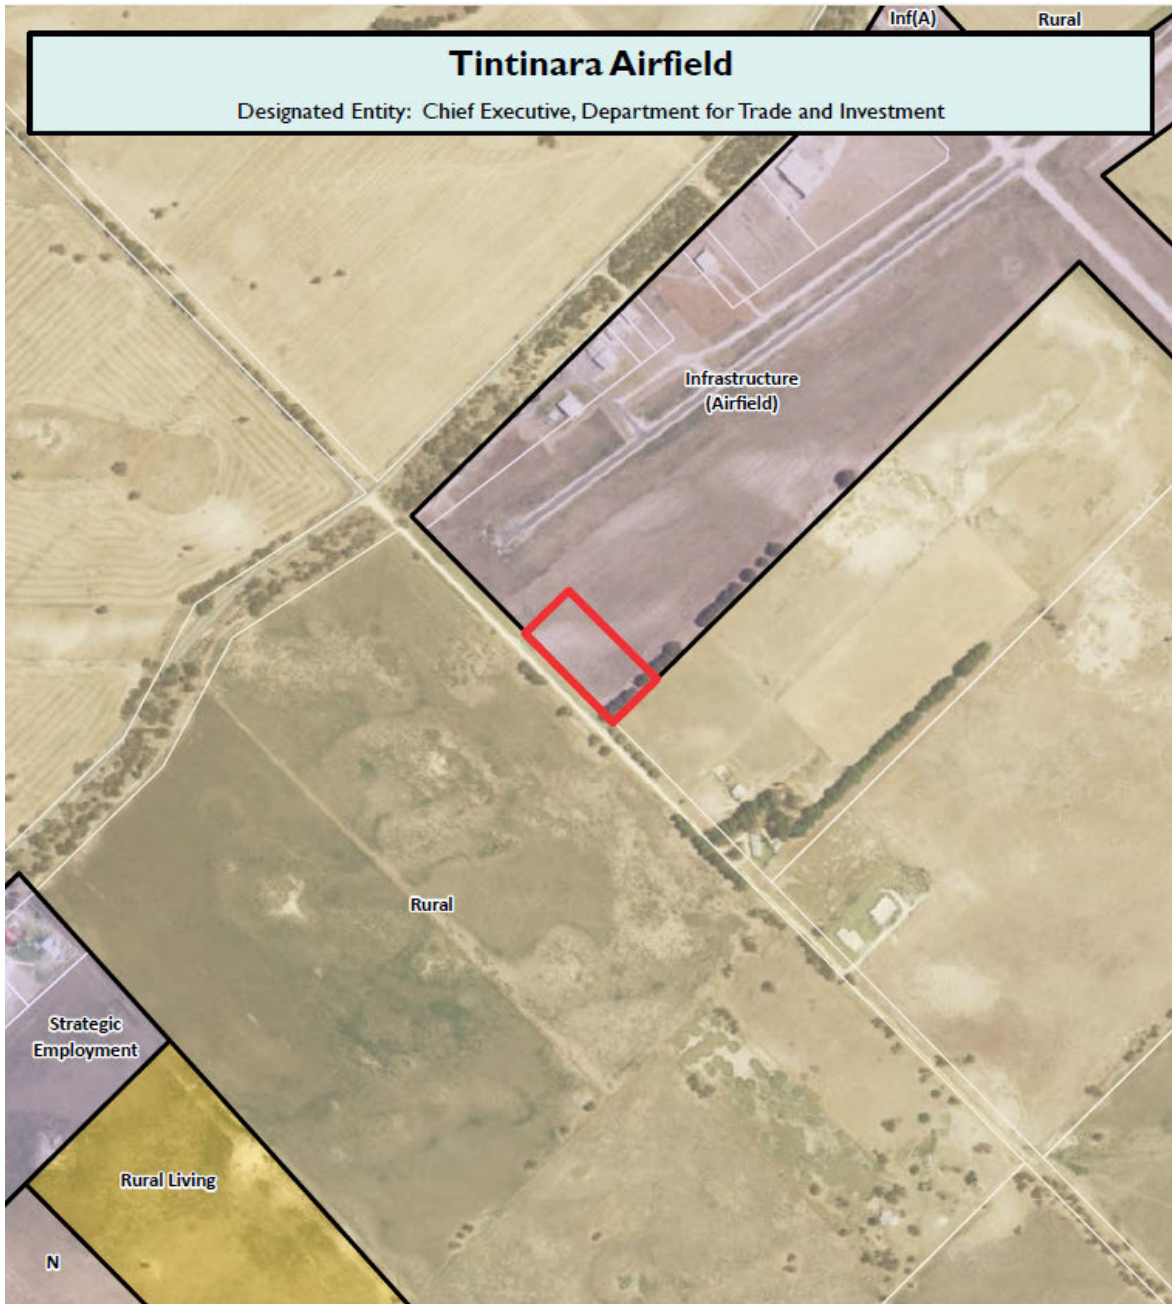 Inf(A)
Rural
Tintinara Airfield
Designated Entity: Chief Executive, Department for Trade and Investment
Infrastructure
(Airfield)
Rural
Strategic
Employment
Rural Living
N